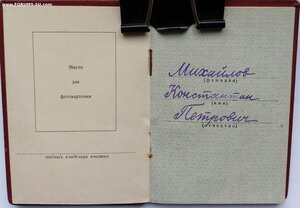 www.FORUMS-SU.com
Место
для
фотокарточки
подпись владельца книжки
Михайлов
(фамилия)
Константин
(имя)
Петрович
(отчество)